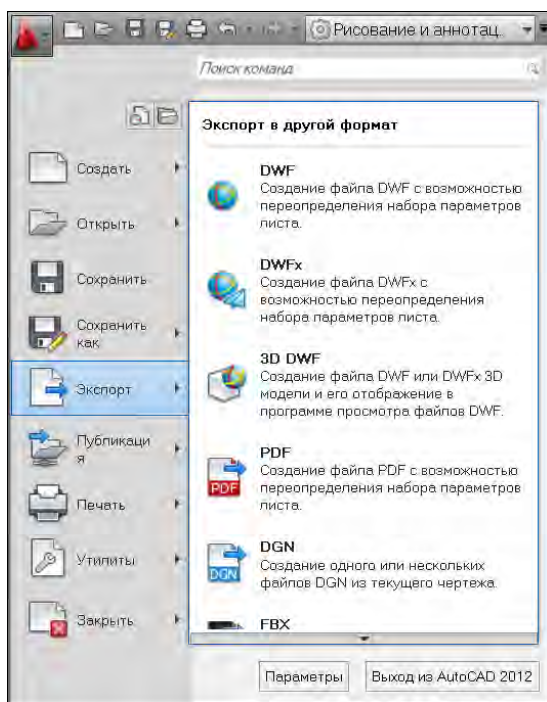 Рисование и аннотац
Поиск команд
Экспорт в другой формат
Создать
Открыть
Сохранить
Сохранить
как
Экспорт
Публикаци
я
Печать
Утилиты
Закрыть
DWF
Создание файла DWF с возможностью
переопределения набора параметров
листа.
DWFx
Создание файла DWFx с
возможностью переопределения
набора параметров листа.
3D DWF
Создание файла DWF или DWFx 3D
модели и его отображение в
программе просмотра файлов DWF.
PDF
PDF
Создание файла PDF с возможностью
переопределения набора параметров
листа.
DGN
DGN
Создание одного или нескольких
файлов DGN из текущего чертежа.
FBX
Параметры
Выход из AutoCAD 2012